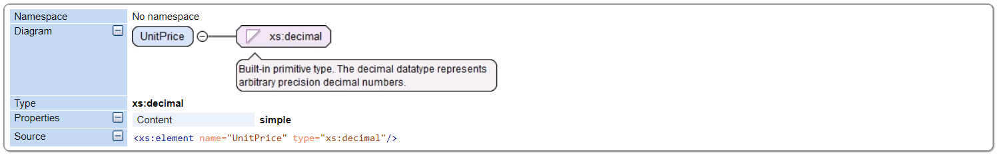 Namespace
No namespace
Diagram
UnitPrice
xs:decimal
Built-in primitive type. The decimal datatype represents
arbitrary precision decimal numbers.
Type
xs:decimal
Properties
Content
simple
Source
<xs:element name="UnitPrice" type="xs:decimal"/>